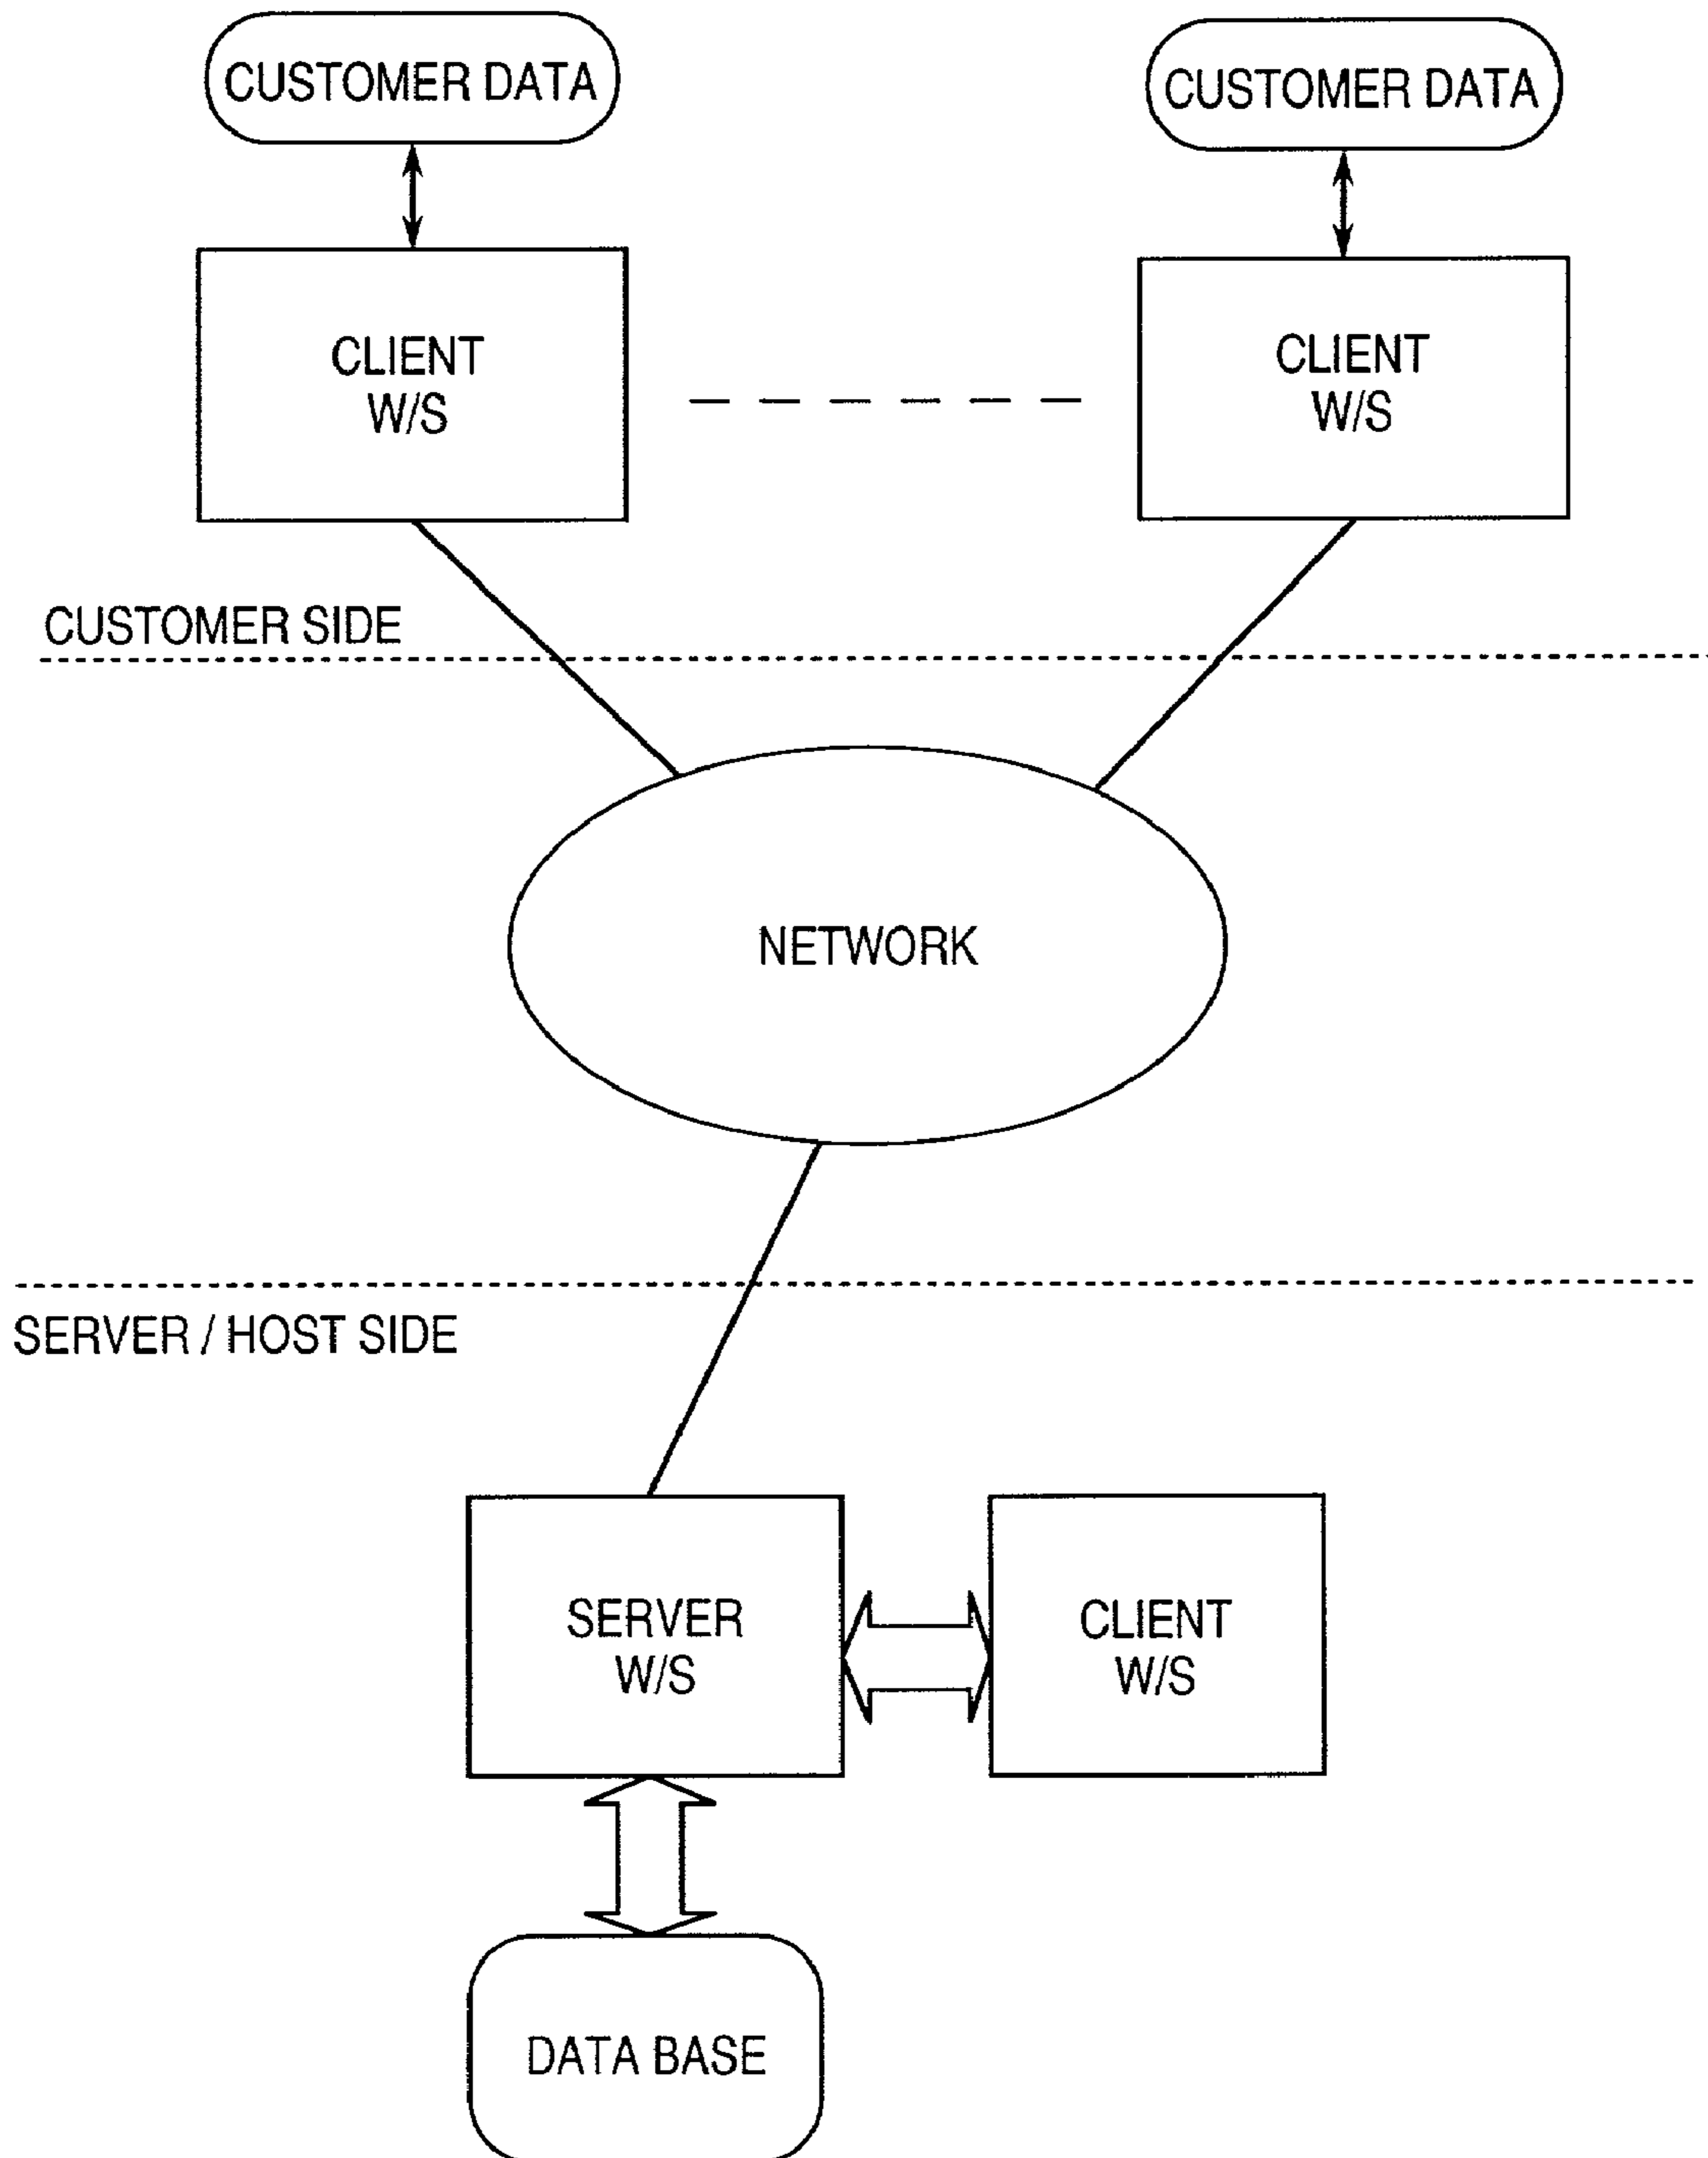 CUSTOMER DATA
CUSTOMER DATA
CLIENT
W/S
CLIENT
W/S
CUSTOMER SIDE
NETWORK
SERVER / HOST SIDE
SERVER
W/S
CLIENT
W/S
DATA BASE